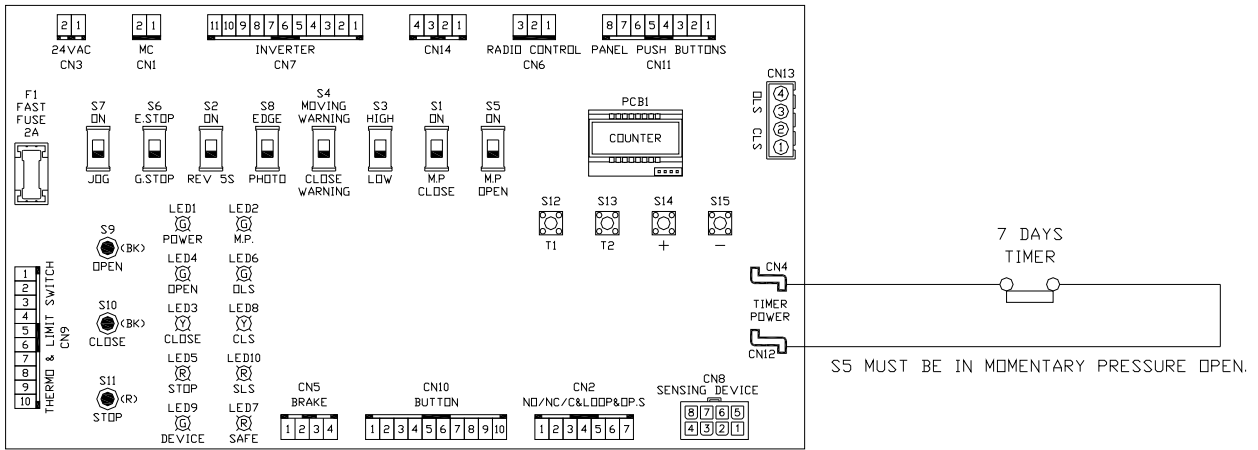 2 1
24VAC
CN3
2 1
MC
CN1
11 10 9 8 7 6 5 4 3 2 1
INVERTER
CN7
4 3 2 1
CN14
3 2 1
RADIO CONTROL
CN6
8 7 6 5 4 3 2 1
PANEL PUSH BUTTONS
CN11
CN13
4
3
2
1
OLS
CLS
F1
FAST
FUSE
2A
S7
ON
JOG
S6
E.STOP
G.STOP
S2
ON
REV 5S
S8
EDGE
PHOTO
S4
MOVING
WARNING
CLOSE
WARNING
S3
HIGH
LOW
S1
ON
M.P
CLOSE
S5
ON
M.P
OPEN
PCB1
COUNTER
S12
T1
S13
T2
S14
+
S15
-
S9
(BK)
OPEN
S10
(BK)
CLOSE
S11
(R)
STOP
LED1
G
POWER
LED2
G
M.P.
LED4
G
OPEN
LED6
G
OLS
LED3
Y
CLOSE
LED8
Y
CLS
LED5
R
STOP
LED10
R
SLS
LED9
G
DEVICE
LED7
R
SAFE
1
2
3
4
5
6
7
8
9
10
THERMO & LIMIT SWITCH
CN9
CN5
BRAKE
1 2 3 4
CN10
BUTTON
1 2 3 4 5 6 7 8 9 10
CN2
NO/NC/C&LOOP&OP.S
1 2 3 4 5 6 7
CN8
SENSING DEVICE
8 7 6 5
4 3 2 1
CN4
TIMER
POWER
CN12
7 DAYS
TIMER
S5 MUST BE IN MOMENTARY PRESSURE OPEN.